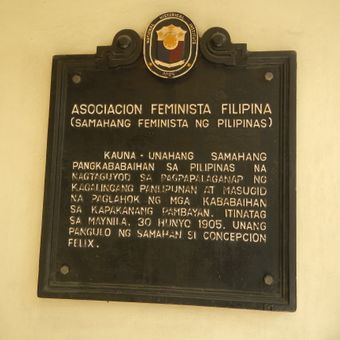 ASOCIACION FEMINISTA FILIPINA
(SAMAHANG FEMINISTA NG PILIPINAS)
KAUNA-UNAHANG SAMAHANG
PANGKABABAIHAN SA PILIPINAS NA
NAGTAGUYOD SA PAGPAPALAGANAP NG
KAGALINGANG PANLIPUNAN AT MASUGID
NA PAGLAHOK NG MGA KABABAIHAN
SA KAPAKANANG PAMBAYAN. ITINATAG
SA MAYNILA, 30 HUNYO 1905. UNANG
PANGULO NG SAMAHAN SI CONCEPCION
FELIX.